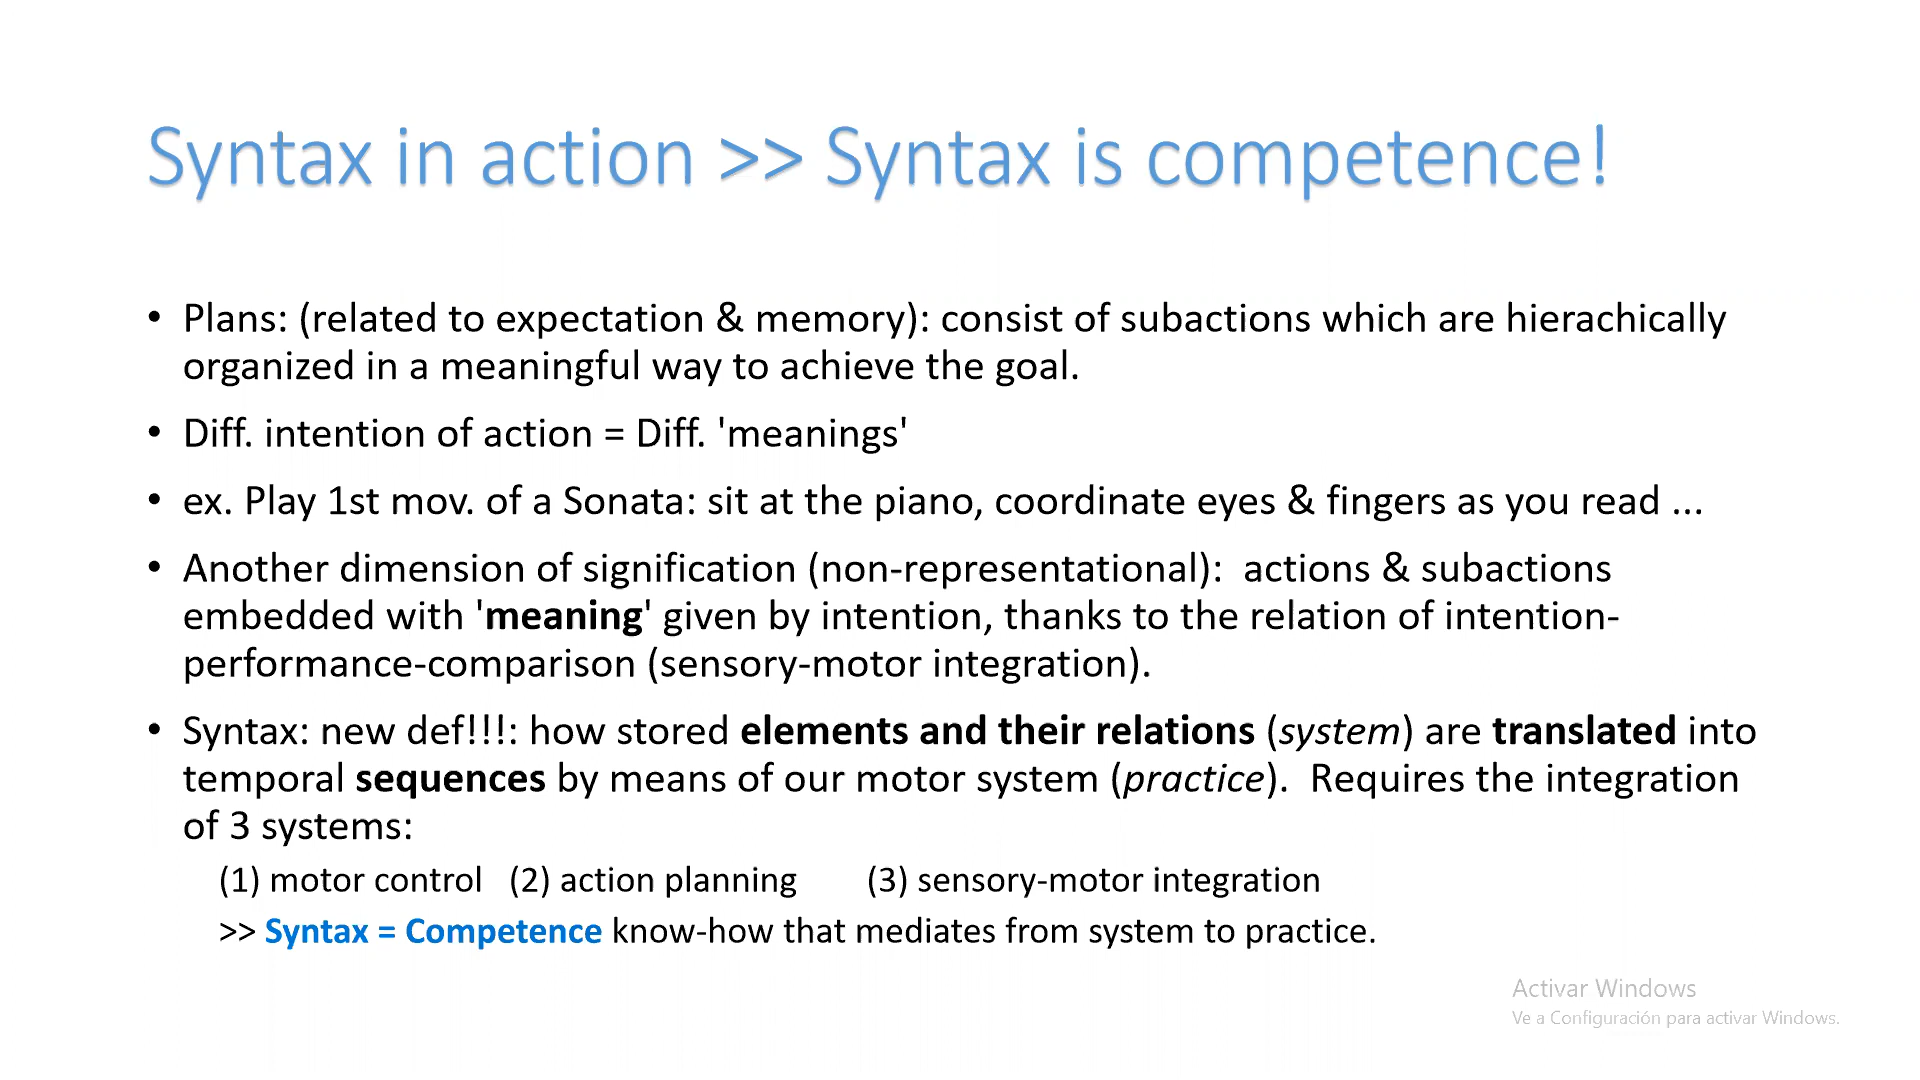 Syntax in action >> Syntax is competence!
• Plans: (related to expectation & memory): consist of subactions which are hierachically
organized in a meaningful way to achieve the goal.
• Diff. intention of action = Diff. 'meanings'
• ex. Play 1st mov. of a Sonata: sit at the piano, coordinate eyes & fingers as you read ...
• Another dimension of signification (non-representational):  actions & subactions
embedded with 'meaning' given by intention, thanks to the relation of intention-
performance-comparison (sensory-motor integration).
• Syntax: new def!!!: how stored elements and their relations (system) are translated into
temporal sequences by means of our motor system (practice).  Requires the integration
of 3 systems:
(1) motor control   (2) action planning        (3) sensory-motor integration
>> Syntax = Competence know-how that mediates from system to practice.
Activar Windows
Ve a Configuración para activar Windows.